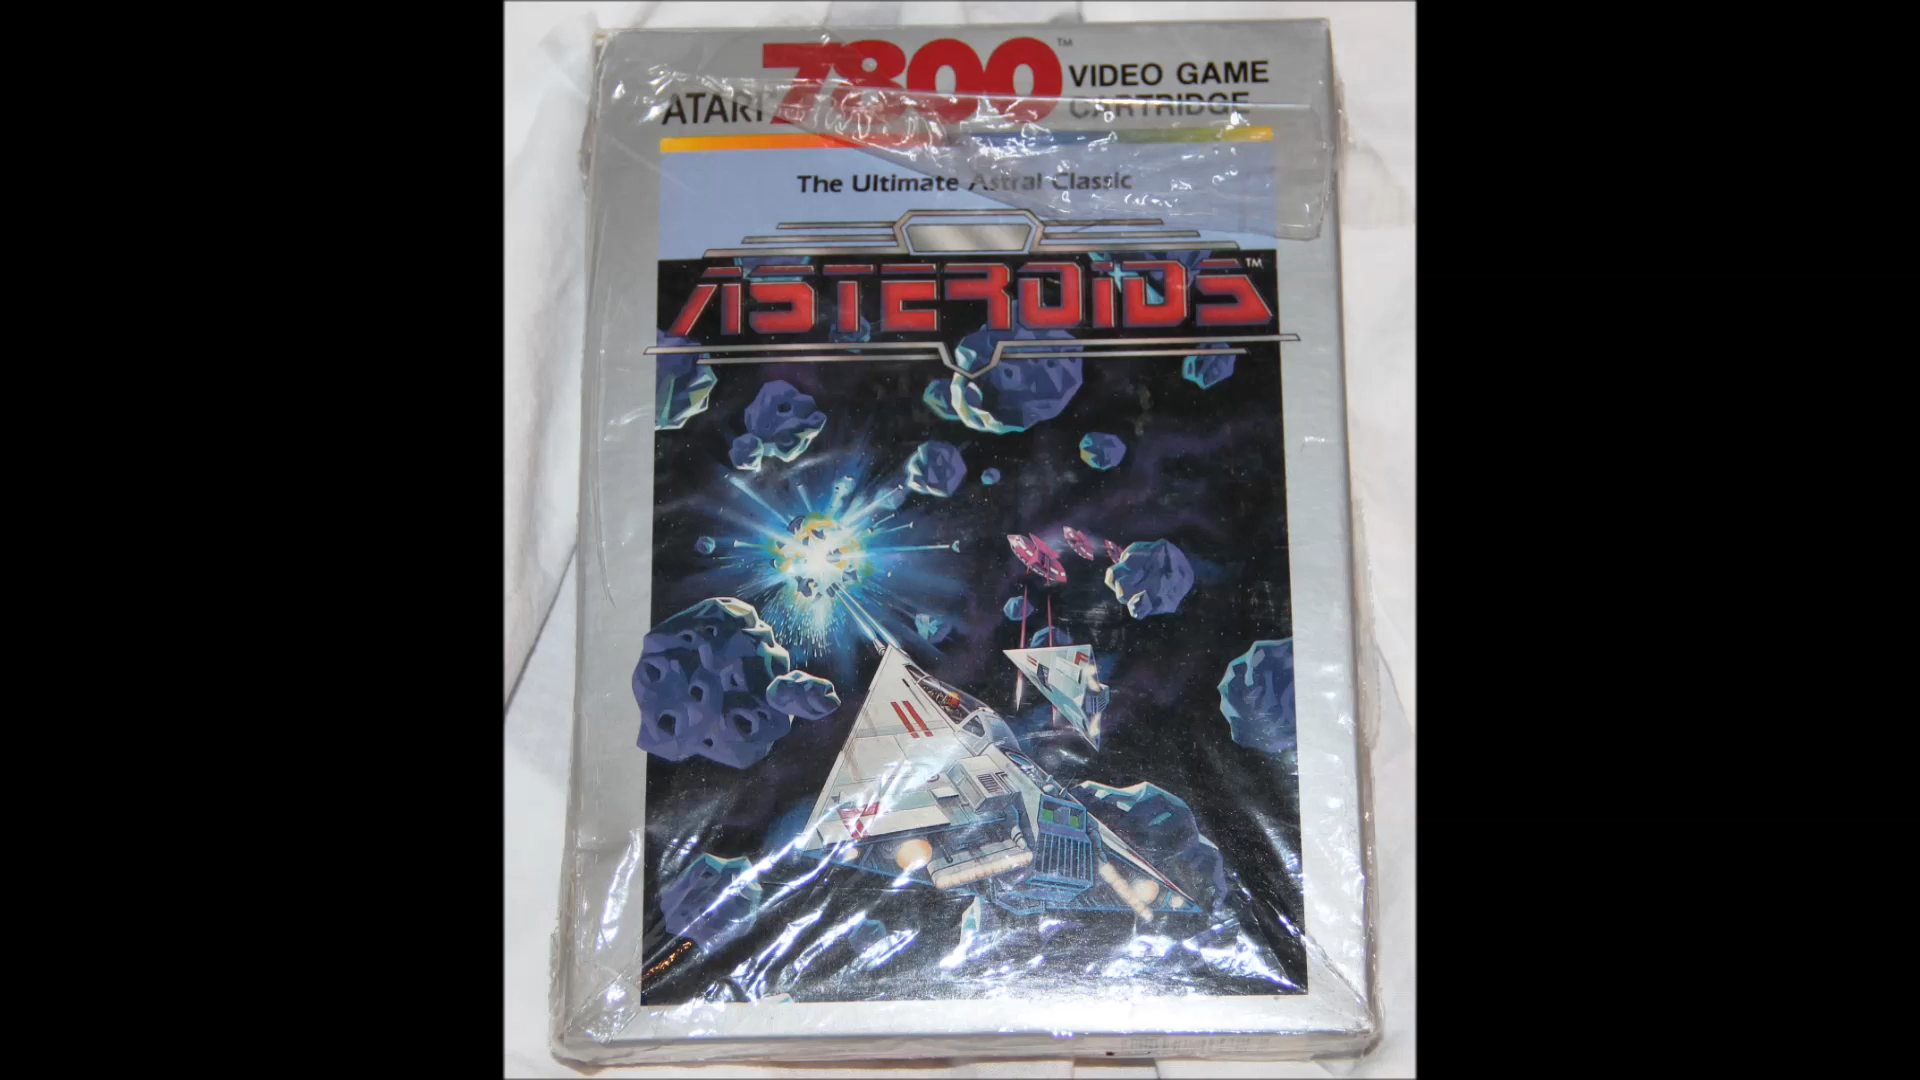 ATARI 7800™ VIDEO GAME
CARTRIDGE
The Ultimate Astral Classic
ASTEROIDS™